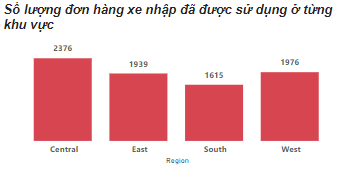 Số lượng đơn hàng xe nhập đã được sử dụng ở từng
khu vực
2376
1939
1615
1976
Central
East
South
West
Region